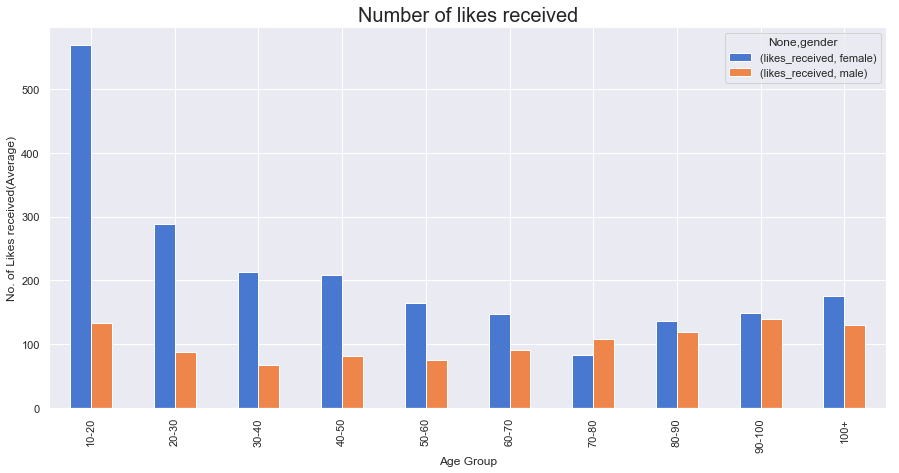 Number of likes received
None,gender
(likes_received, female)
(likes_received, male)
No. of Likes received(Average)
500
400
300
200
100
0
10-20
20-30
30-40
40-50
50-60
60-70
70-80
80-90
90-100
100+
Age Group